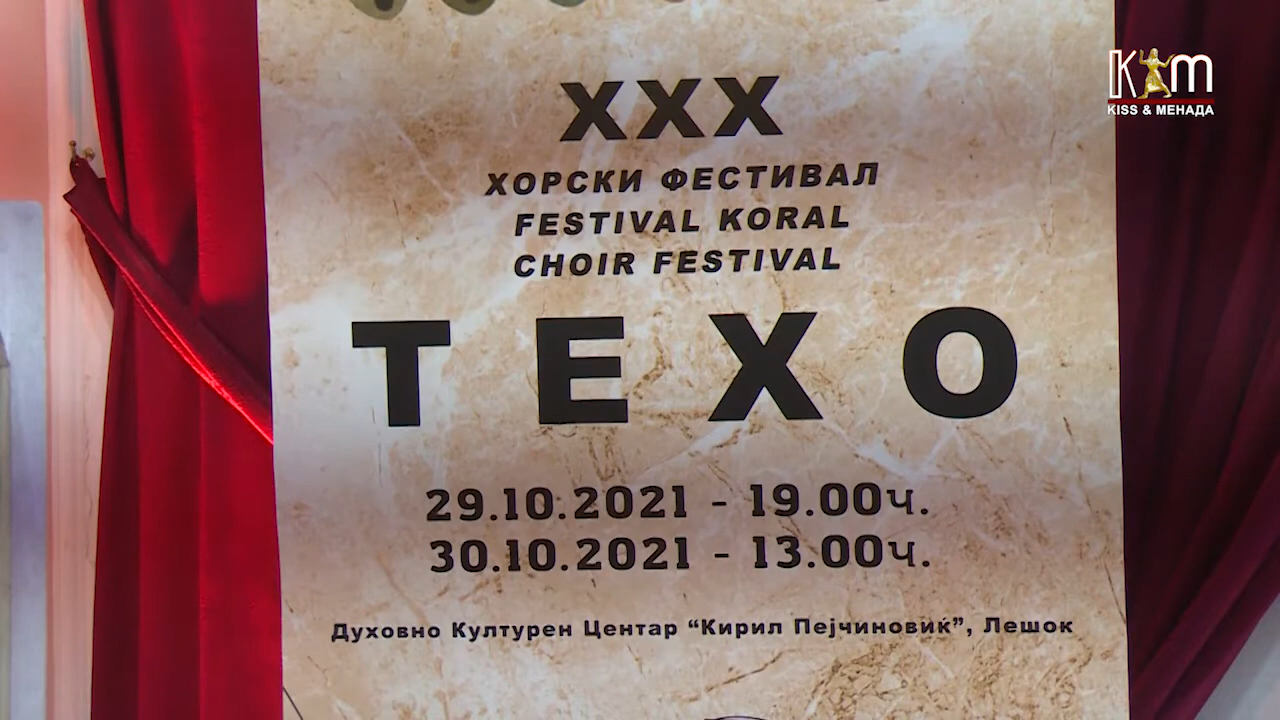 XXX
ХОРСКИ ФЕСТИВАЛ
FESTIVAL KORAL
CHOIR FESTIVAL
ТЕХО
29.10.2021 - 19.00ч.
30.10.2021 - 13.00ч.
Духовно Културен Центар “Кирил Пејчиновиќ”, Лешок
KM
KISS & МЕНАДА